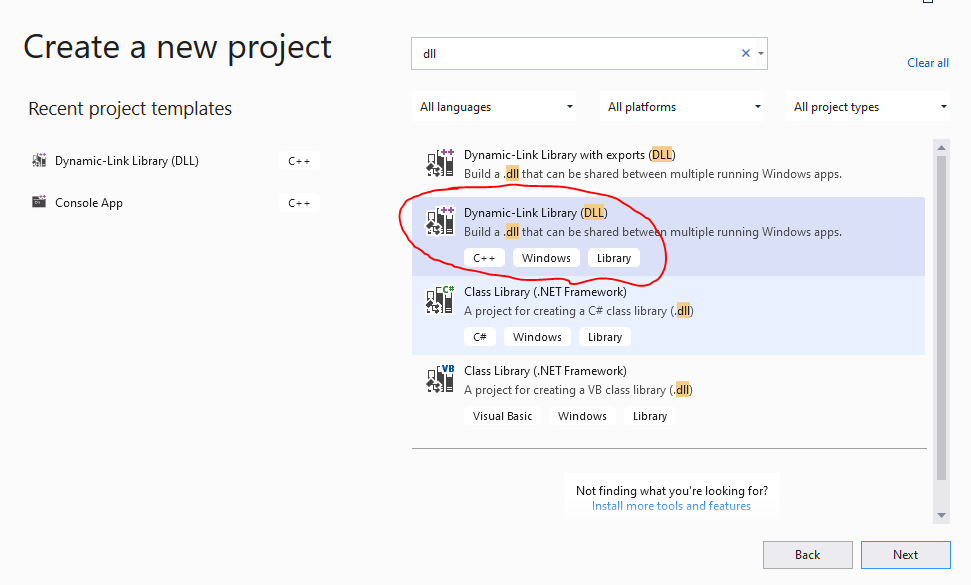 Create a new project
dll
Clear all
Recent project templates
All languages
All platforms
All project types
Dynamic-Link Library (DLL)
C++
Console App
C++
Dynamic-Link Library with exports (DLL)
Build a .dll that can be shared between multiple running Windows apps.
Dynamic-Link Library (DLL)
Build a .dll that can be shared between multiple running Windows apps.
C++ Windows Library
Class Library (.NET Framework)
A project for creating a C# class library (.dll)
C# Windows Library
Class Library (.NET Framework)
A project for creating a VB class library (.dll)
Visual Basic Windows Library
Not finding what you're looking for?
Install more tools and features
Back
Next